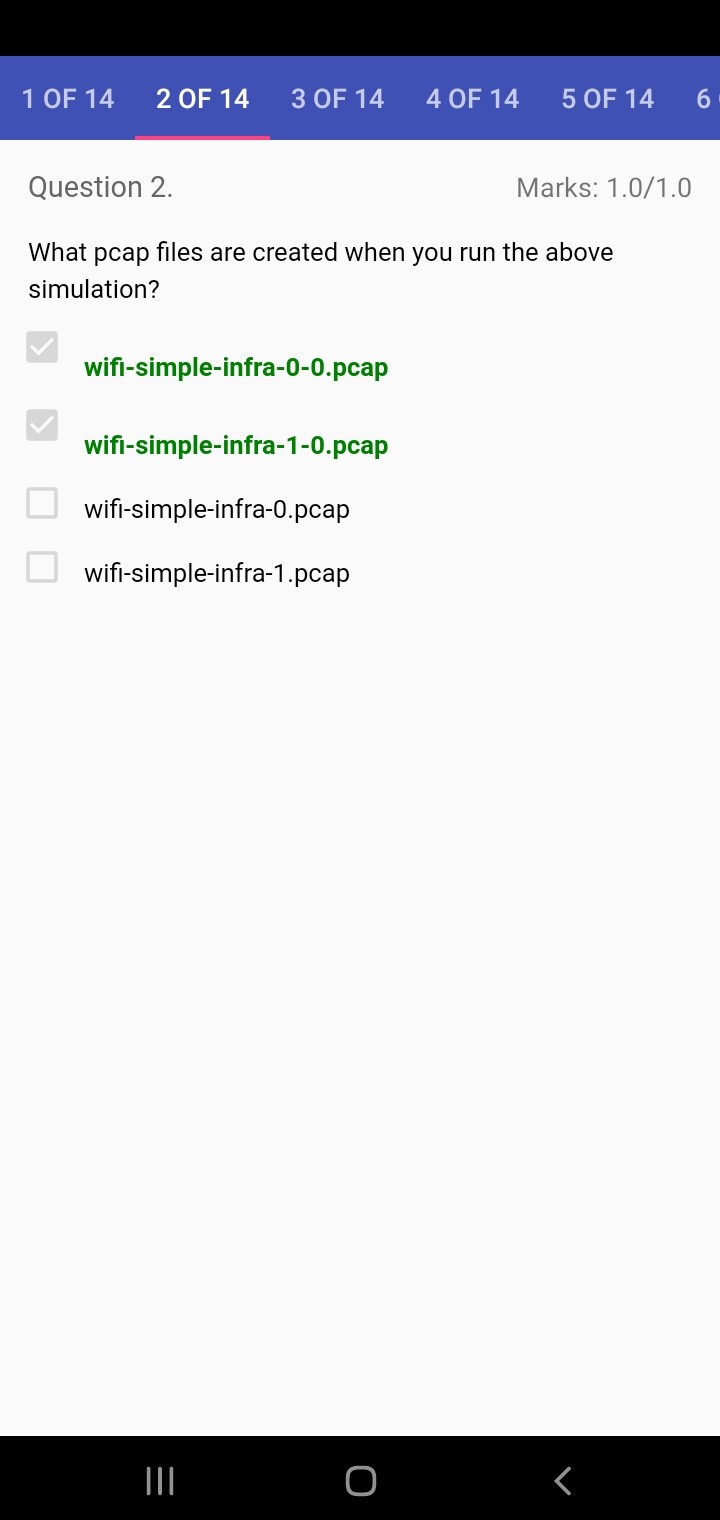 1 OF 14 2 OF 14 3 OF 14 4 OF 14 5 OF 14 6
Question 2. Marks: 1.0/1.0
What pcap files are created when you run the above
simulation?
wifi-simple-infra-0-0.pcap
wifi-simple-infra-1-0.pcap
wifi-simple-infra-0.pcap
wifi-simple-infra-1.pcap